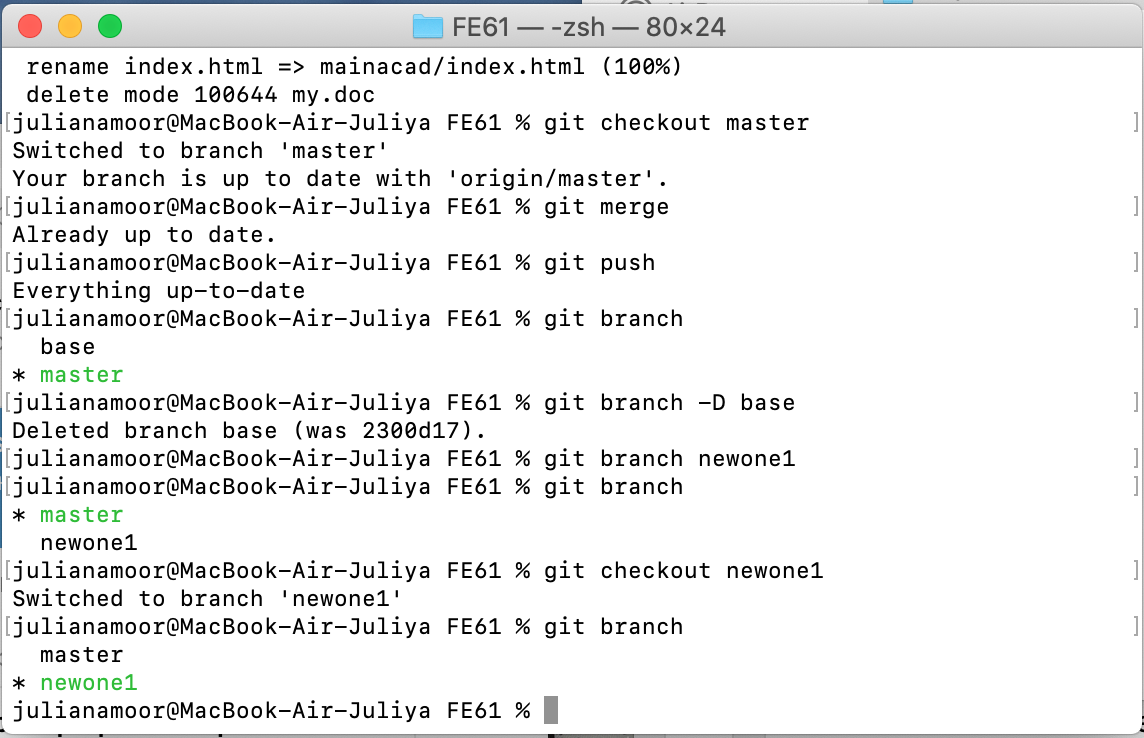 FE61 — -zsh — 80×24
rename index.html => mainacad/index.html (100%)
delete mode 100644 my.doc
[julianamoor@MacBook-Air-Juliya FE61 % git checkout master ]
Switched to branch 'master'
Your branch is up to date with 'origin/master'.
[julianamoor@MacBook-Air-Juliya FE61 % git merge ]
Already up to date.
[julianamoor@MacBook-Air-Juliya FE61 % git push ]
Everything up-to-date
[julianamoor@MacBook-Air-Juliya FE61 % git branch ]
base
* master
[julianamoor@MacBook-Air-Juliya FE61 % git branch -D base ]
Deleted branch base (was 2300d17).
[julianamoor@MacBook-Air-Juliya FE61 % git branch newone1 ]
[julianamoor@MacBook-Air-Juliya FE61 % git branch ]
* master
newone1
[julianamoor@MacBook-Air-Juliya FE61 % git checkout newone1 ]
Switched to branch 'newone1'
[julianamoor@MacBook-Air-Juliya FE61 % git branch ]
master
* newone1
julianamoor@MacBook-Air-Juliya FE61 %